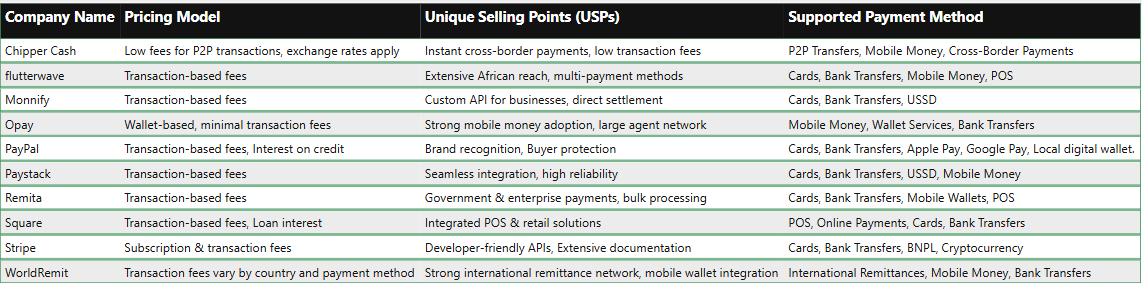 Company Name Pricing Model Unique Selling Points (USPs) Supported Payment Method
Chipper Cash Low fees for P2P transactions, exchange rates apply Instant cross-border payments, low transaction fees P2P Transfers, Mobile Money, Cross-Border Payments
flutterwave Transaction-based fees Extensive African reach, multi-payment methods Cards, Bank Transfers, Mobile Money, POS
Monnify Transaction-based fees Custom API for businesses, direct settlement Cards, Bank Transfers, USSD
Opay Wallet-based, minimal transaction fees Strong mobile money adoption, large agent network Mobile Money, Wallet Services, Bank Transfers
PayPal Transaction-based fees, Interest on credit Brand recognition, Buyer protection Cards, Bank Transfers, Apple Pay, Google Pay, Local digital wallet.
Paystack Transaction-based fees Seamless integration, high reliability Cards, Bank Transfers, USSD, Mobile Money
Remita Transaction-based fees Government & enterprise payments, bulk processing Cards, Bank Transfers, Mobile Wallets, POS
Square Transaction-based fees, Loan interest Integrated POS & retail solutions POS, Online Payments, Cards, Bank Transfers
Stripe Subscription & transaction fees Developer-friendly APIs, Extensive documentation Cards, Bank Transfers, BNPL, Cryptocurrency
WorldRemit Transaction fees vary by country and payment method Strong international remittance network, mobile wallet integration International Remittances, Mobile Money, Bank Transfers